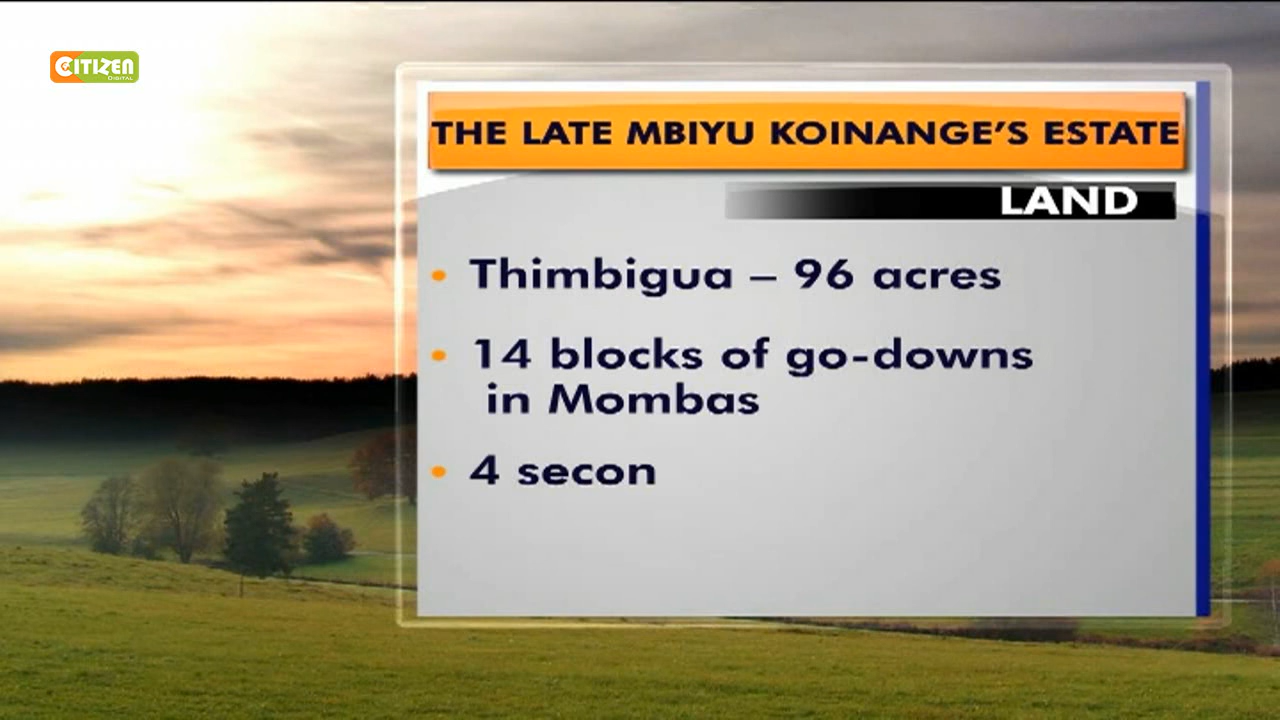 CITIZEN
DIGITAL
THE LATE MBIYU KOINANGE'S ESTATE
LAND
• Thimbigua – 96 acres
• 14 blocks of go-downs
in Mombas
• 4 secon